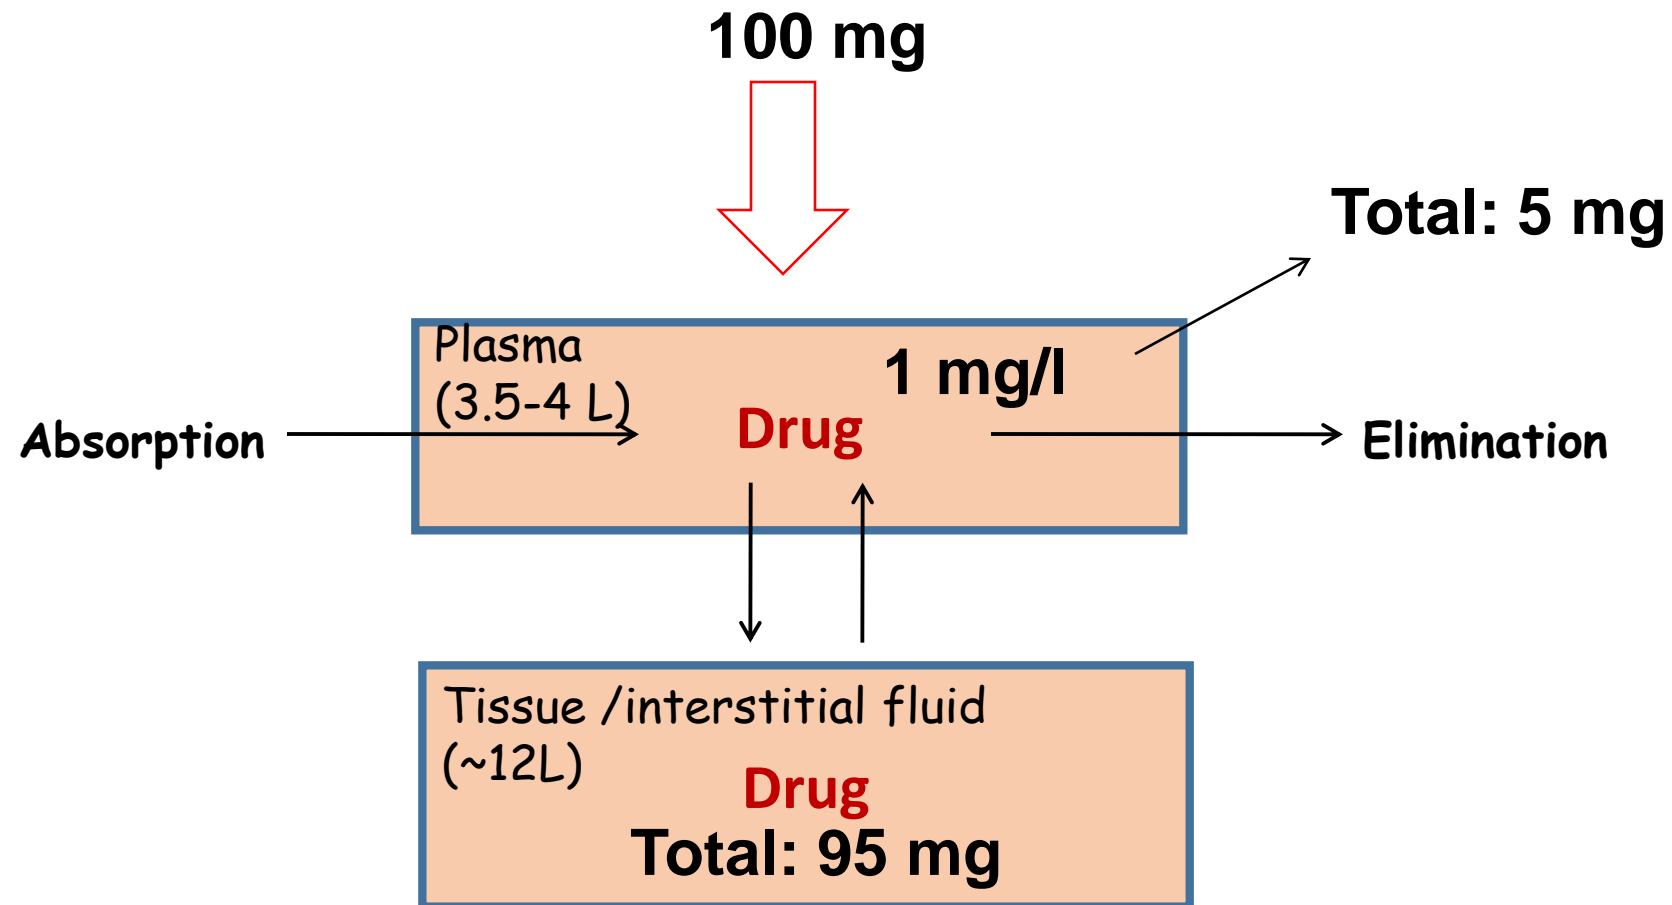 100 mg
Total: 5 mg
Plasma
(3.5-4 L)
1 mg/l
Drug
Absorption
Elimination
Tissue /interstitial fluid
(~12L)
Drug
Total: 95 mg